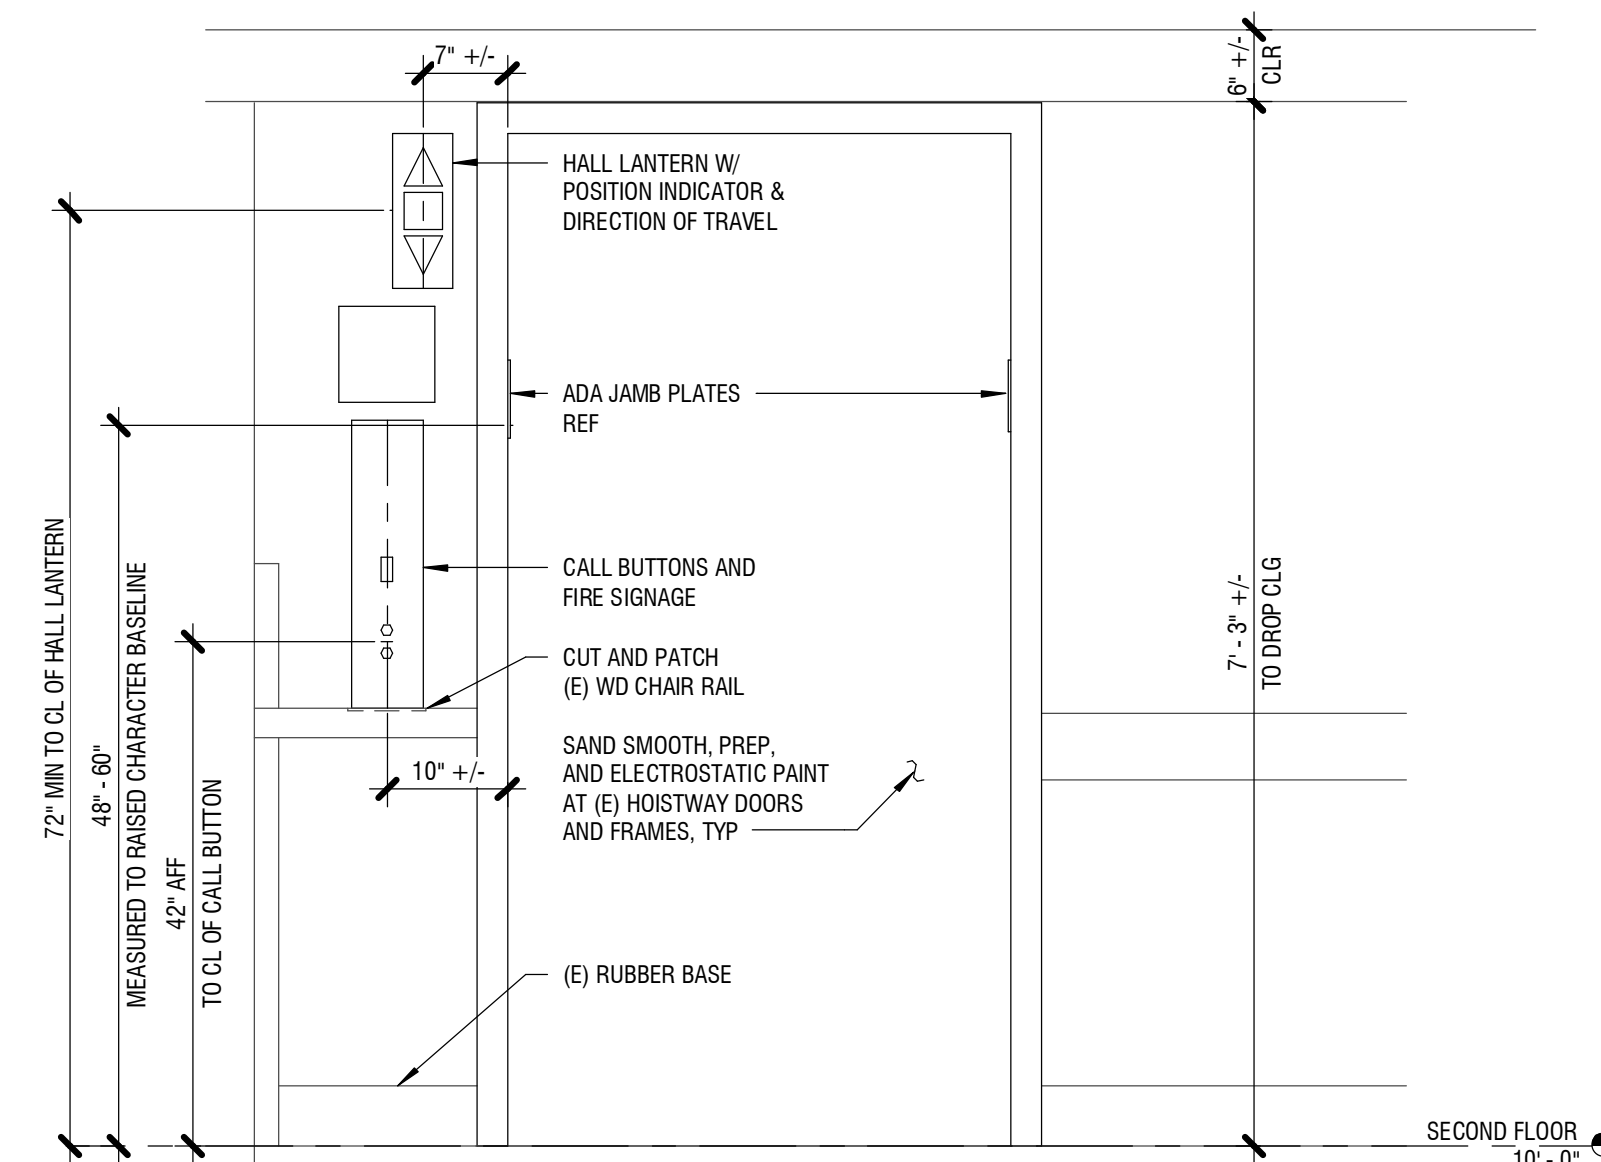 7" +/-
6" +/-
CLR
HALL LANTERN W/
POSITION INDICATOR &
DIRECTION OF TRAVEL
ADA JAMB PLATES
REF
72" MIN TO CL OF HALL LANTERN
48" - 60"
MEASURED TO RAISED CHARACTER BASELINE
42" AFF
TO CL OF CALL BUTTON
CALL BUTTONS AND
FIRE SIGNAGE
CUT AND PATCH
(E) WD CHAIR RAIL
10" +/-
SAND SMOOTH, PREP,
AND ELECTROSTATIC PAINT
AT (E) HOISTWAY DOORS
AND FRAMES, TYP
7' - 3" +/-
TO DROP CLG
(E) RUBBER BASE
SECOND FLOOR
10' - 0"